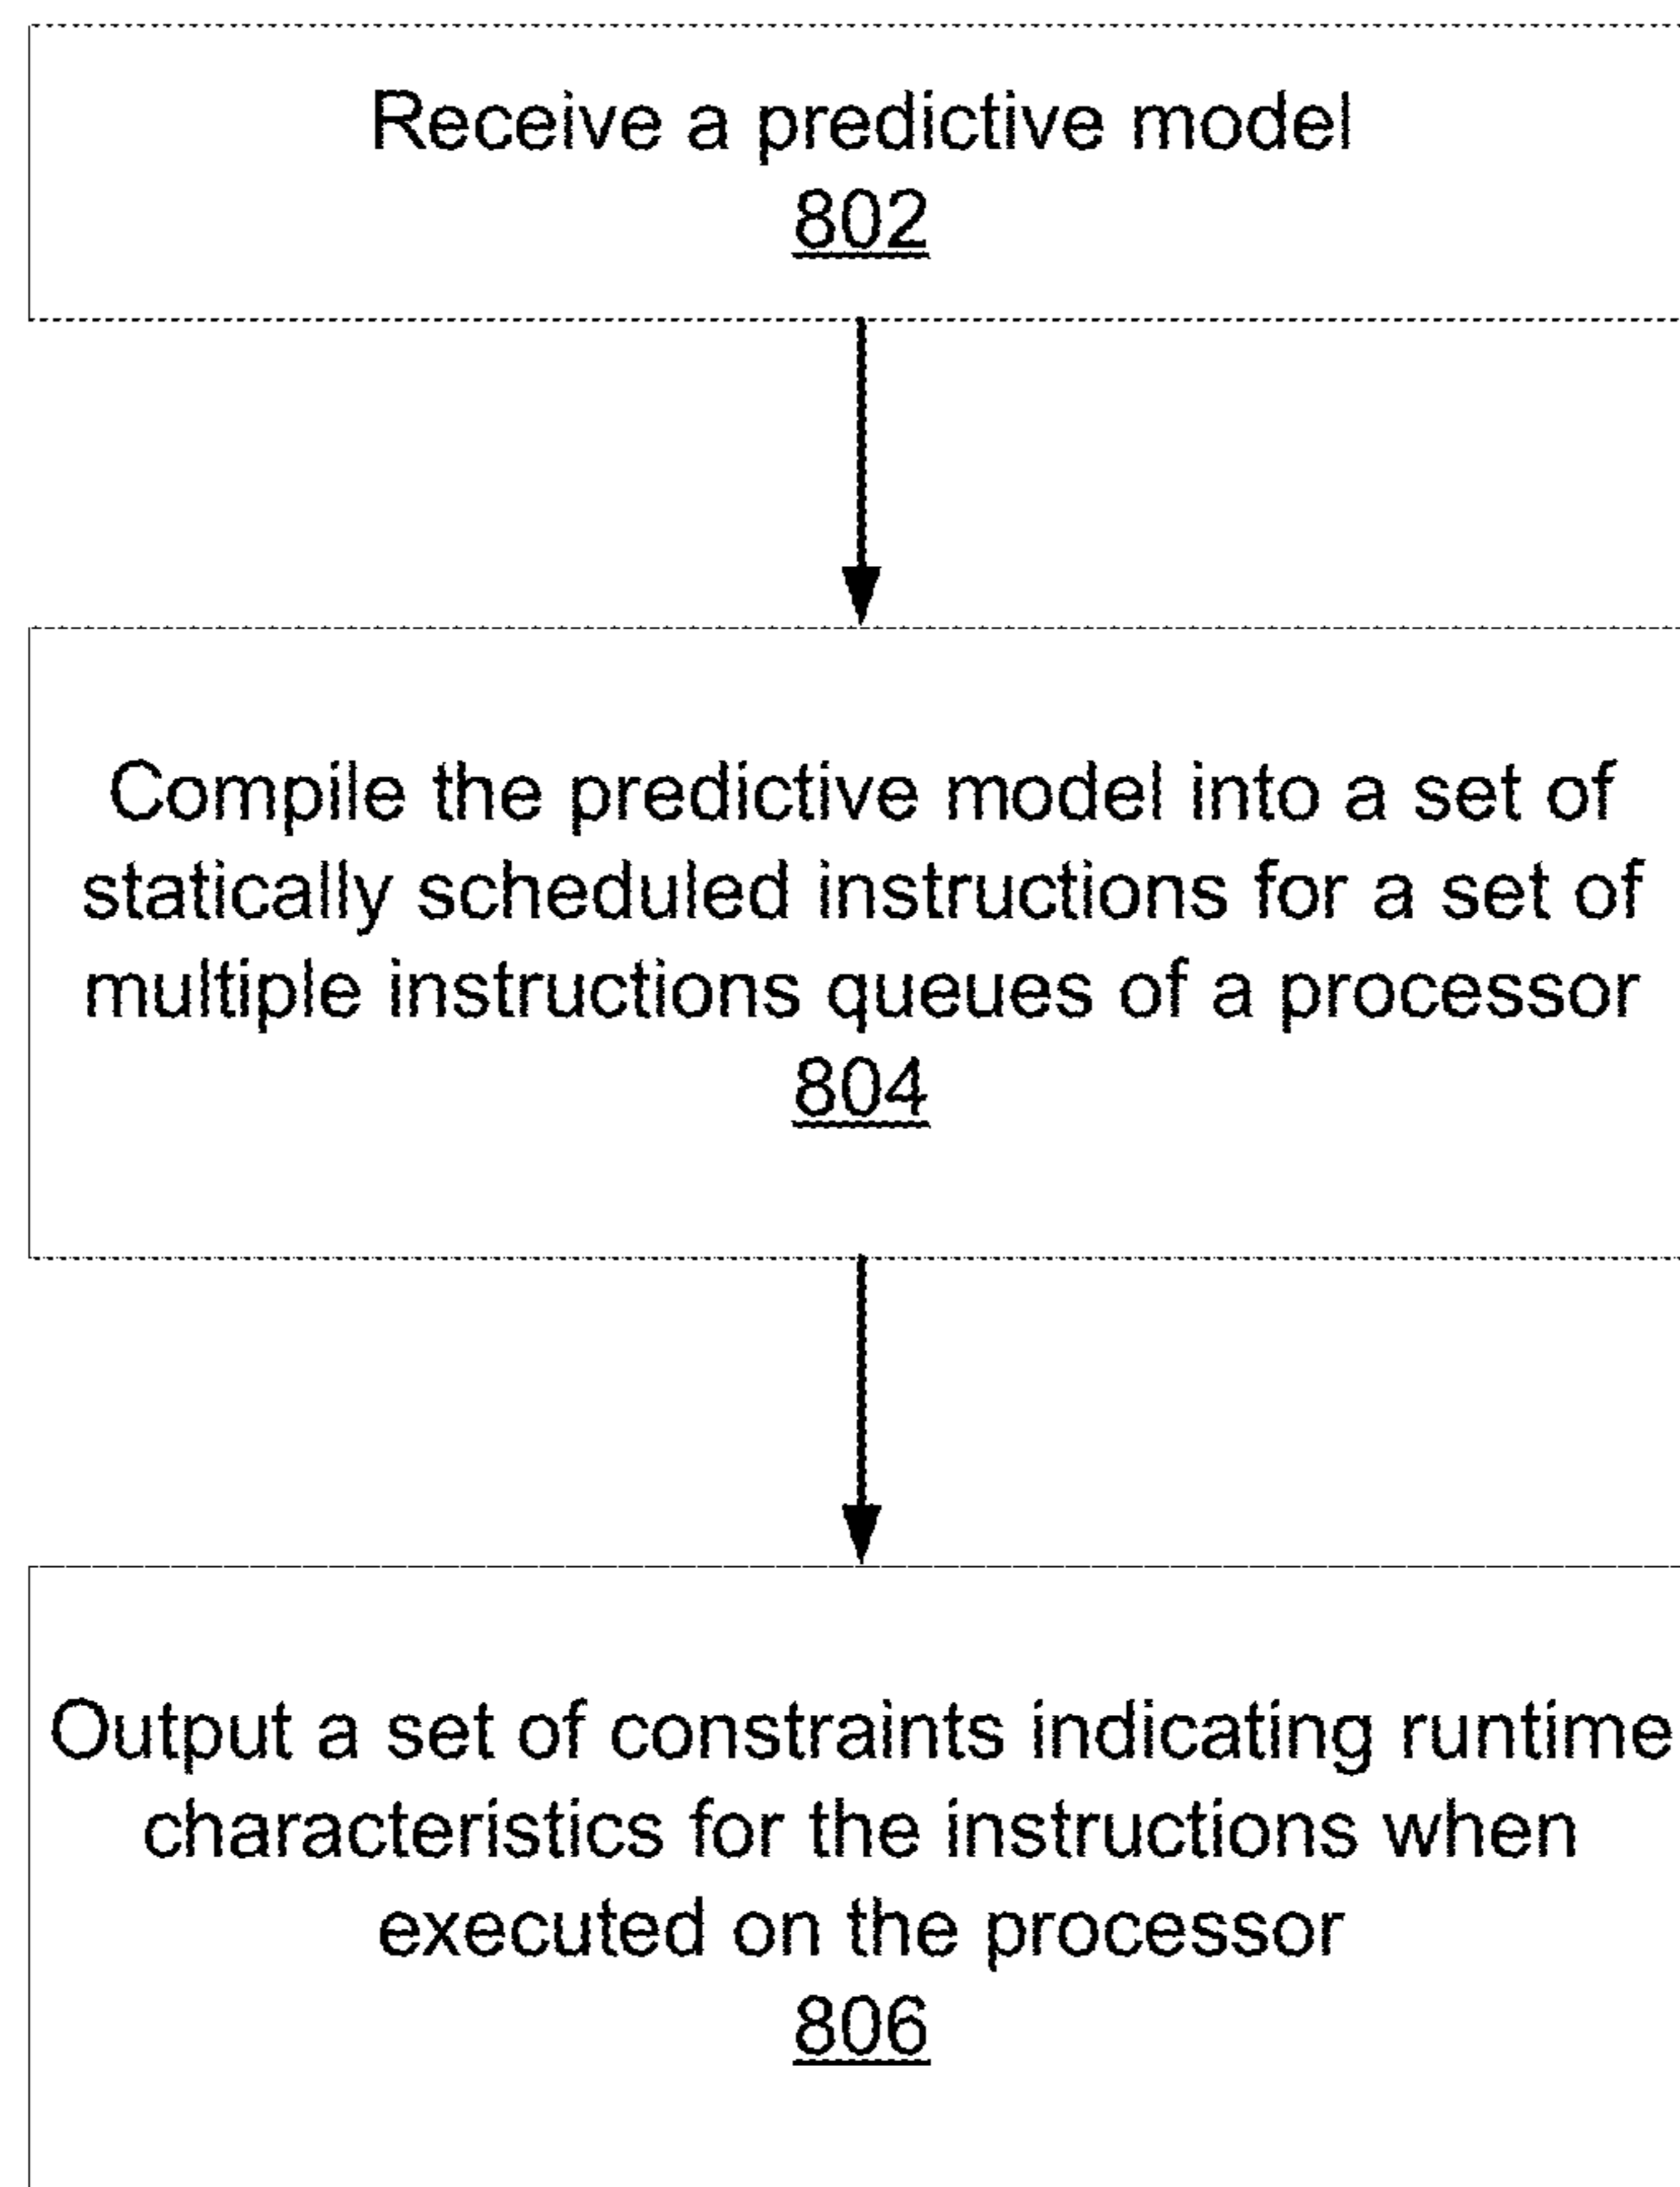 Receive a predictive model
802
Compile the predictive model into a set of
statically scheduled instructions for a set of
multiple instructions queues of a processor
804
Output a set of constraints indicating runtime
characteristics for the instructions when
executed on the processor
806